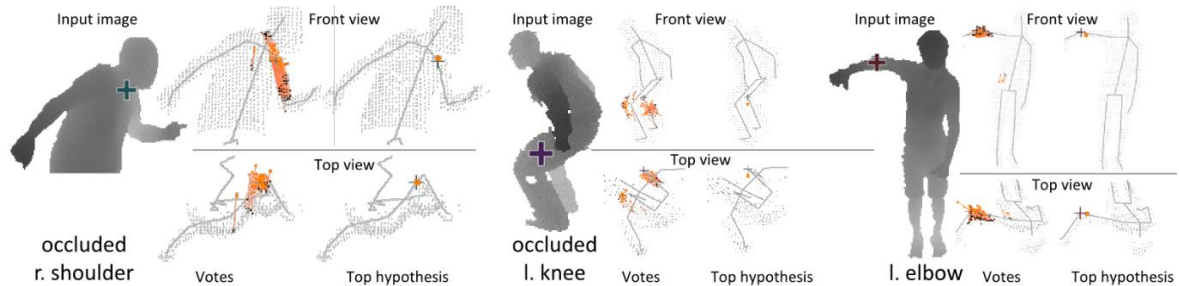 Input image
Front view
Top view
occluded
r. shoulder
Votes
Top hypothesis
Input image
Front view
Top view
occluded
l. knee
Votes
Top hypothesis
Input image
Front view
Top view
l. elbow
Votes
Top hypothesis